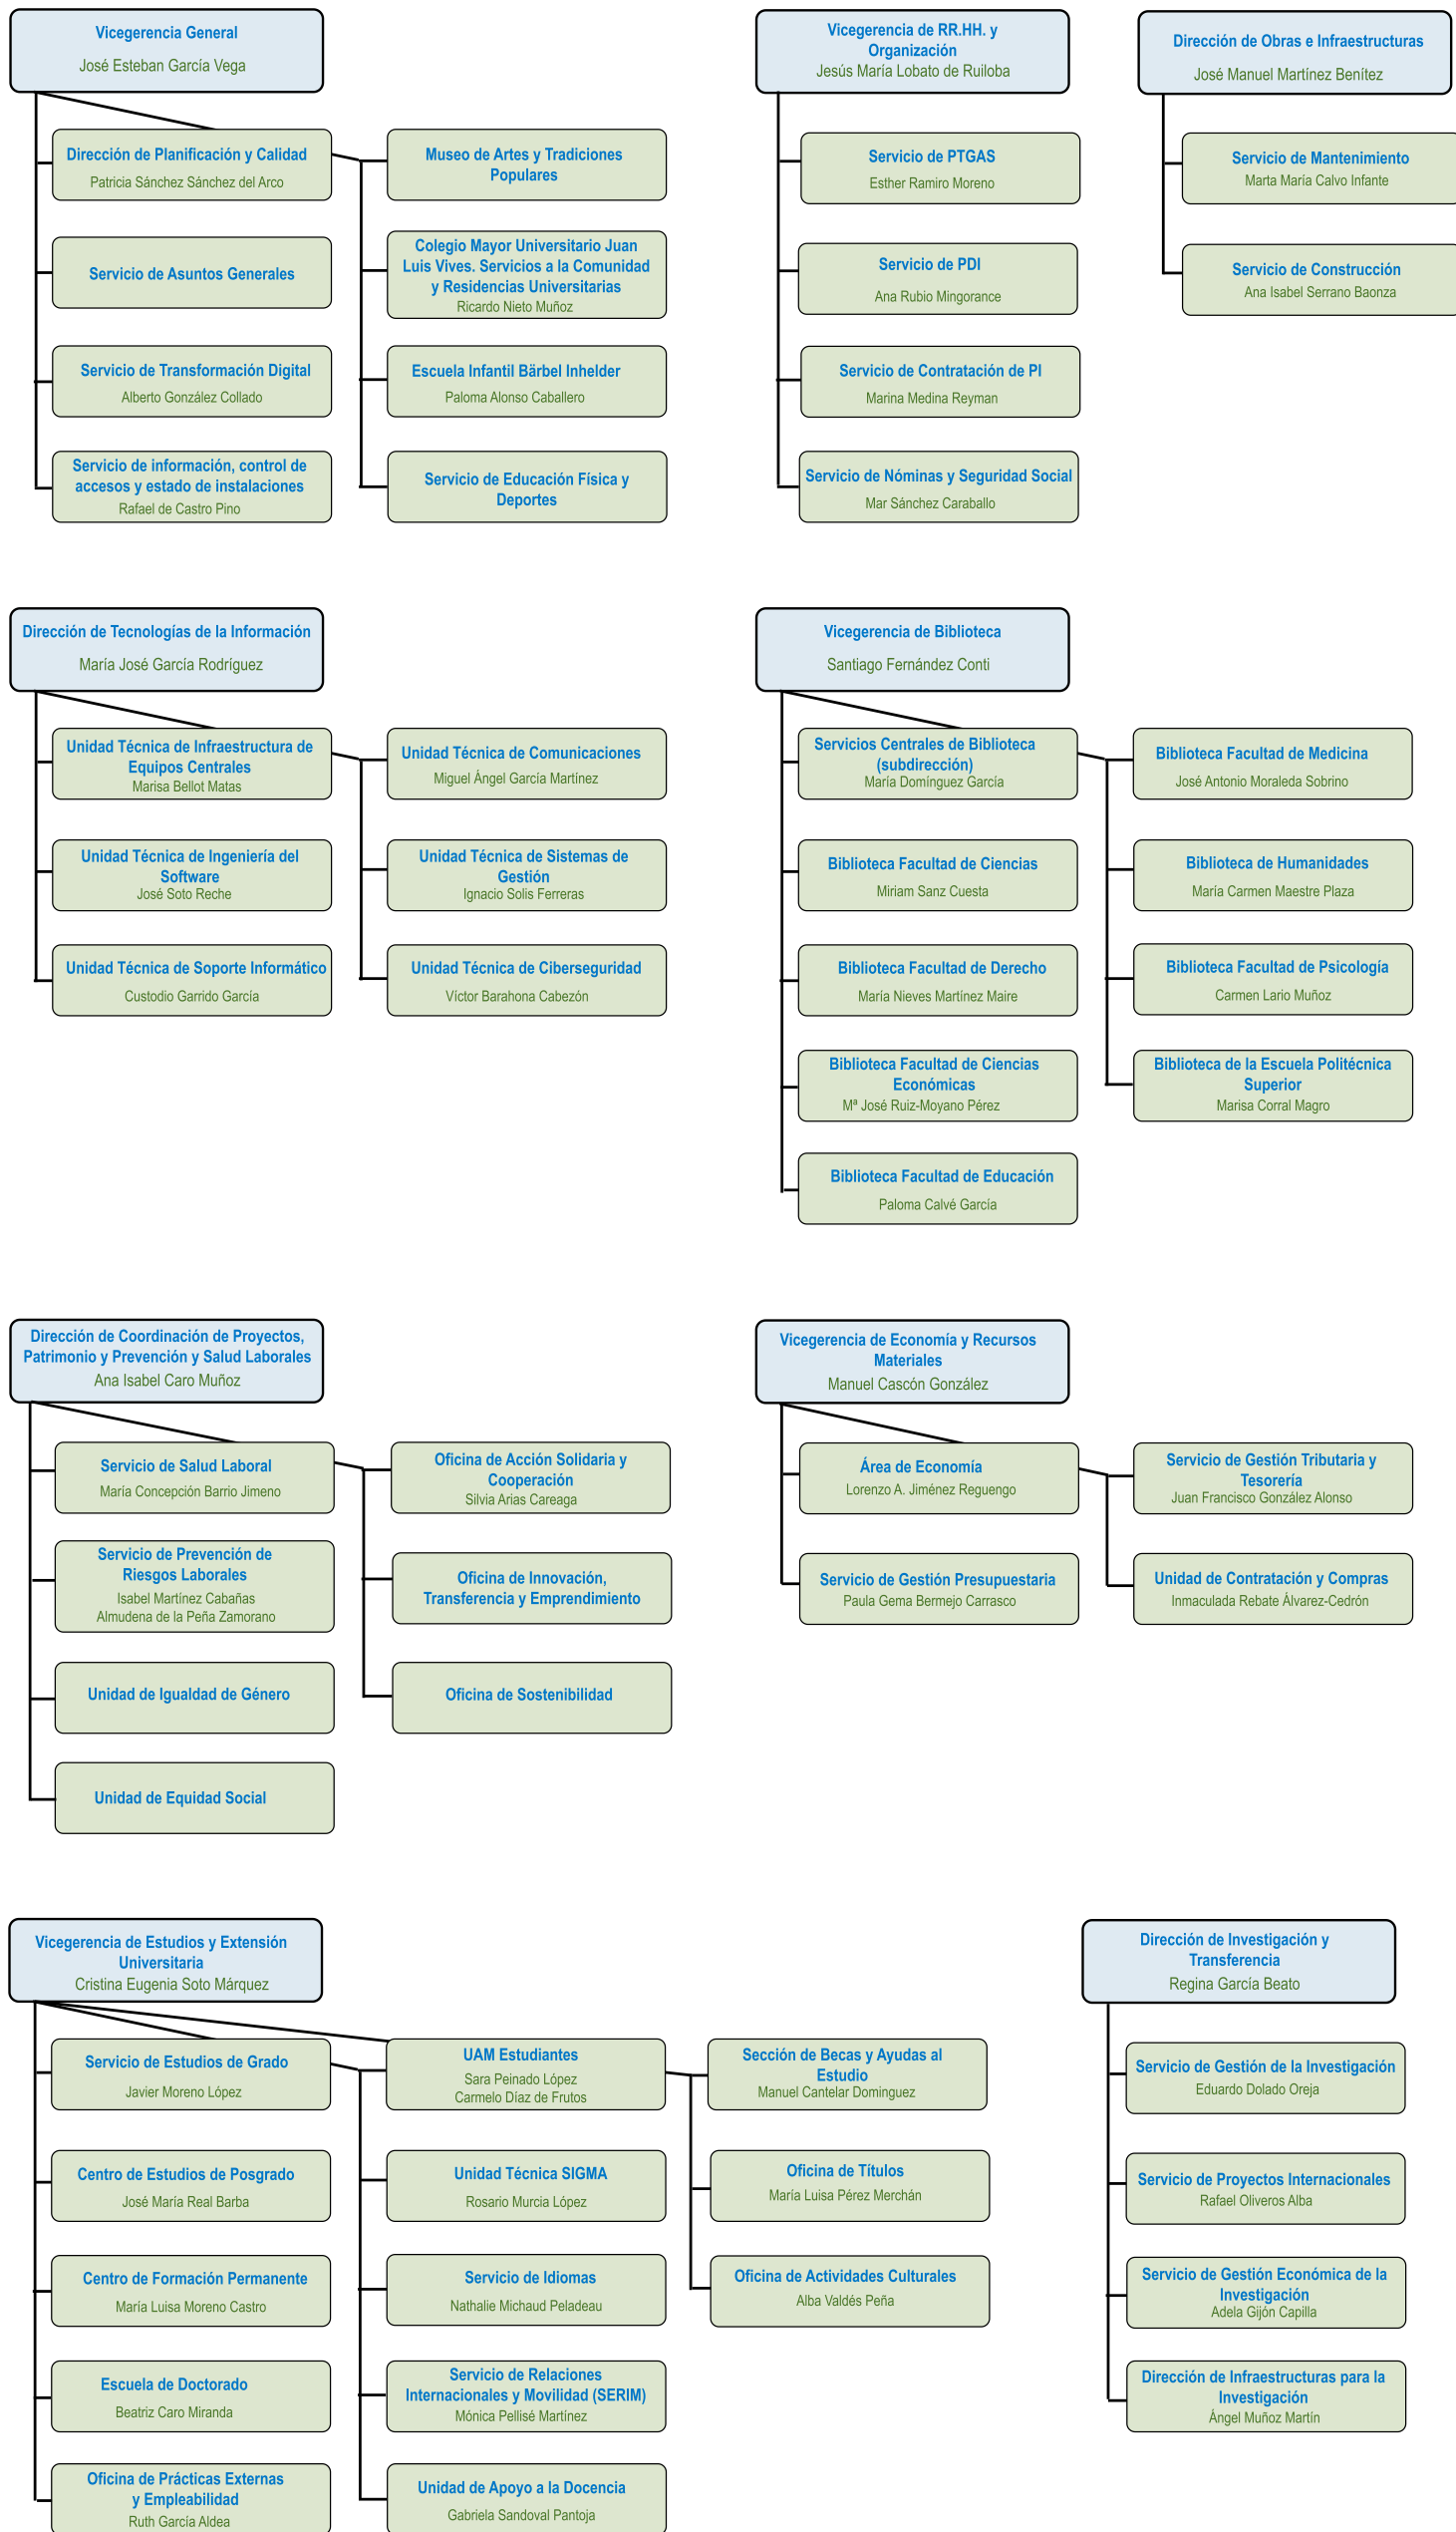 Vicegerencia General
José Esteban García Vega
Dirección de Planificación y Calidad
Patricia Sánchez Sánchez del Arco
Servicio de Asuntos Generales
Servicio de Transformación Digital
Alberto González Collado
Servicio de información, control de
accesos y estado de instalaciones
Rafael de Castro Pino
Museo de Artes y Tradiciones
Populares
Colegio Mayor Universitario Juan
Luis Vives. Servicios a la Comunidad
y Residencias Universitarias
Ricardo Nieto Muñoz
Escuela Infantil Bärbel Inhelder
Paloma Alonso Caballero
Servicio de Educación Física y
Deportes
Vicegerencia de RR.HH. y
Organización
Jesús María Lobato de Ruiloba
Servicio de PTGAS
Esther Ramiro Moreno
Servicio de PDI
Ana Rubio Mingorance
Servicio de Contratación de PI
Marina Medina Reyman
Servicio de Nóminas y Seguridad Social
Mar Sánchez Caraballo
Dirección de Obras e Infraestructuras
José Manuel Martínez Benítez
Servicio de Mantenimiento
Marta María Calvo Infante
Servicio de Construcción
Ana Isabel Serrano Baonza
Dirección de Tecnologías de la Información
María José García Rodríguez
Unidad Técnica de Infraestructura de
Equipos Centrales
Marisa Bellot Matas
Unidad Técnica de Ingeniería del
Software
José Soto Reche
Unidad Técnica de Soporte Informático
Custodio Garrido García
Unidad Técnica de Comunicaciones
Miguel Ángel García Martínez
Unidad Técnica de Sistemas de
Gestión
Ignacio Solis Ferreras
Unidad Técnica de Ciberseguridad
Víctor Barahona Cabezón
Vicegerencia de Biblioteca
Santiago Fernández Conti
Servicios Centrales de Biblioteca
(subdirección)
María Domínguez García
Biblioteca Facultad de Ciencias
Miriam Sanz Cuesta
Biblioteca Facultad de Derecho
María Nieves Martínez Maire
Biblioteca Facultad de Ciencias
Económicas
Mª José Ruiz-Moyano Pérez
Biblioteca Facultad de Educación
Paloma Calvé García
Biblioteca Facultad de Medicina
José Antonio Moraleda Sobrino
Biblioteca de Humanidades
María Carmen Maestre Plaza
Biblioteca Facultad de Psicología
Carmen Lario Muñoz
Biblioteca de la Escuela Politécnica
Superior
Marisa Corral Magro
Dirección de Coordinación de Proyectos,
Patrimonio y Prevención y Salud Laborales
Ana Isabel Caro Muñoz
Servicio de Salud Laboral
María Concepción Barrio Jimeno
Servicio de Prevención de
Riesgos Laborales
Isabel Martínez Cabañas
Almudena de la Peña Zamorano
Unidad de Igualdad de Género
Unidad de Equidad Social
Oficina de Acción Solidaria y
Cooperación
Silvia Arias Careaga
Oficina de Innovación,
Transferencia y Emprendimiento
Oficina de Sostenibilidad
Vicegerencia de Economía y Recursos
Materiales
Manuel Cascón González
Área de Economía
Lorenzo A. Jiménez Reguengo
Servicio de Gestión Presupuestaria
Paula Gema Bermejo Carrasco
Servicio de Gestión Tributaria y
Tesorería
Juan Francisco González Alonso
Unidad de Contratación y Compras
Inmaculada Rebate Álvarez-Cedrón
Vicegerencia de Estudios y Extensión
Universitaria
Cristina Eugenia Soto Márquez
Servicio de Estudios de Grado
Javier Moreno López
Centro de Estudios de Posgrado
José María Real Barba
Centro de Formación Permanente
María Luisa Moreno Castro
Escuela de Doctorado
Beatriz Caro Miranda
Oficina de Prácticas Externas
y Empleabilidad
Ruth García Aldea
UAM Estudiantes
Sara Peinado López
Carmelo Díaz de Frutos
Unidad Técnica SIGMA
Rosario Murcia López
Servicio de Idiomas
Nathalie Michaud Peladeau
Servicio de Relaciones
Internacionales y Movilidad (SERIM)
Mónica Pellisé Martínez
Unidad de Apoyo a la Docencia
Gabriela Sandoval Pantoja
Sección de Becas y Ayudas al
Estudio
Manuel Cantelar Dominguez
Oficina de Títulos
María Luisa Pérez Merchán
Oficina de Actividades Culturales
Alba Valdés Peña
Dirección de Investigación y
Transferencia
Regina García Beato
Servicio de Gestión de la Investigación
Eduardo Dolado Oreja
Servicio de Proyectos Internacionales
Rafael Oliveros Alba
Servicio de Gestión Económica de la
Investigación
Adela Gijón Capilla
Dirección de Infraestructuras para la
Investigación
Ángel Muñoz Martín